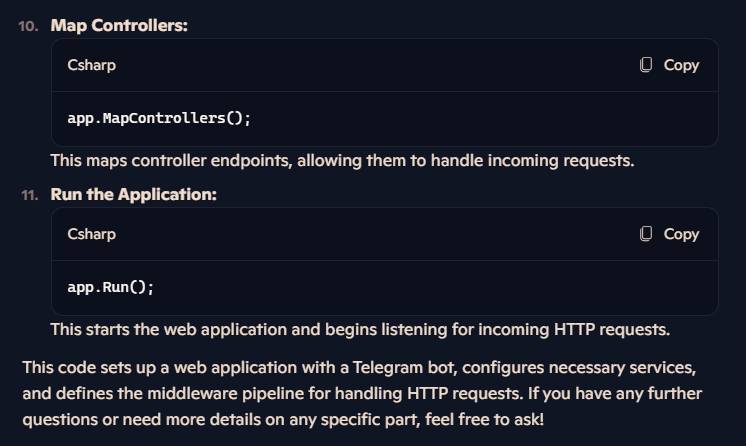 10. Map Controllers:
Csharp Copy
app.MapControllers();
This maps controller endpoints, allowing them to handle incoming requests.
11. Run the Application:
Csharp Copy
app.Run();
This starts the web application and begins listening for incoming HTTP requests.
This code sets up a web application with a Telegram bot, configures necessary services,
and defines the middleware pipeline for handling HTTP requests. If you have any further
questions or need more details on any specific part, feel free to ask!